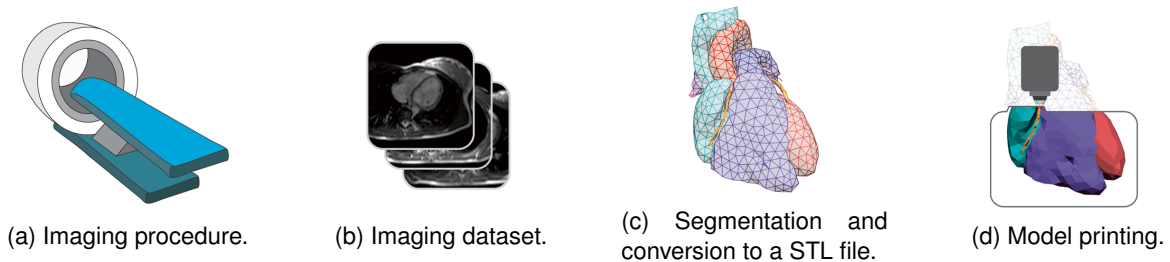 (a) Imaging procedure.
(b) Imaging dataset.
(c) Segmentation and
conversion to a STL file.
(d) Model printing.